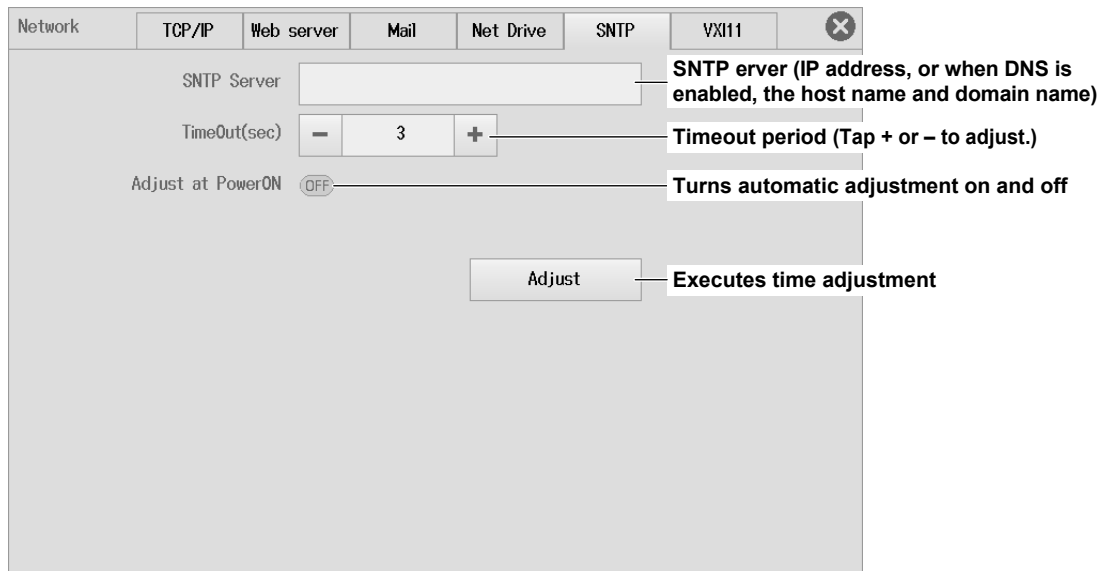 Network TCP/IP Web server Mail Net Drive SNTP VXI11
SNTP Server
SNTP erver (IP address, or when DNS is
enabled, the host name and domain name)
TimeOut(sec) − 3 +
Timeout period (Tap + or – to adjust.)
Adjust at PowerON OFF
Turns automatic adjustment on and off
Adjust
Executes time adjustment